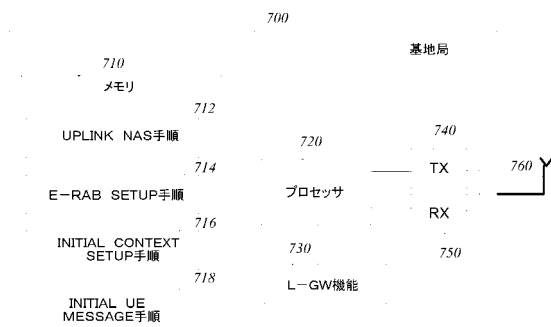 700
基地局
710
メモリ
712
UPLINK NAS手順
720
740
714
TX
760
E-RAB SETUP手順
プロセッサ
716
RX
INITIAL CONTEXT
SETUP手順
730
750
718
L-GW機能
INITIAL UE
MESSAGE手順